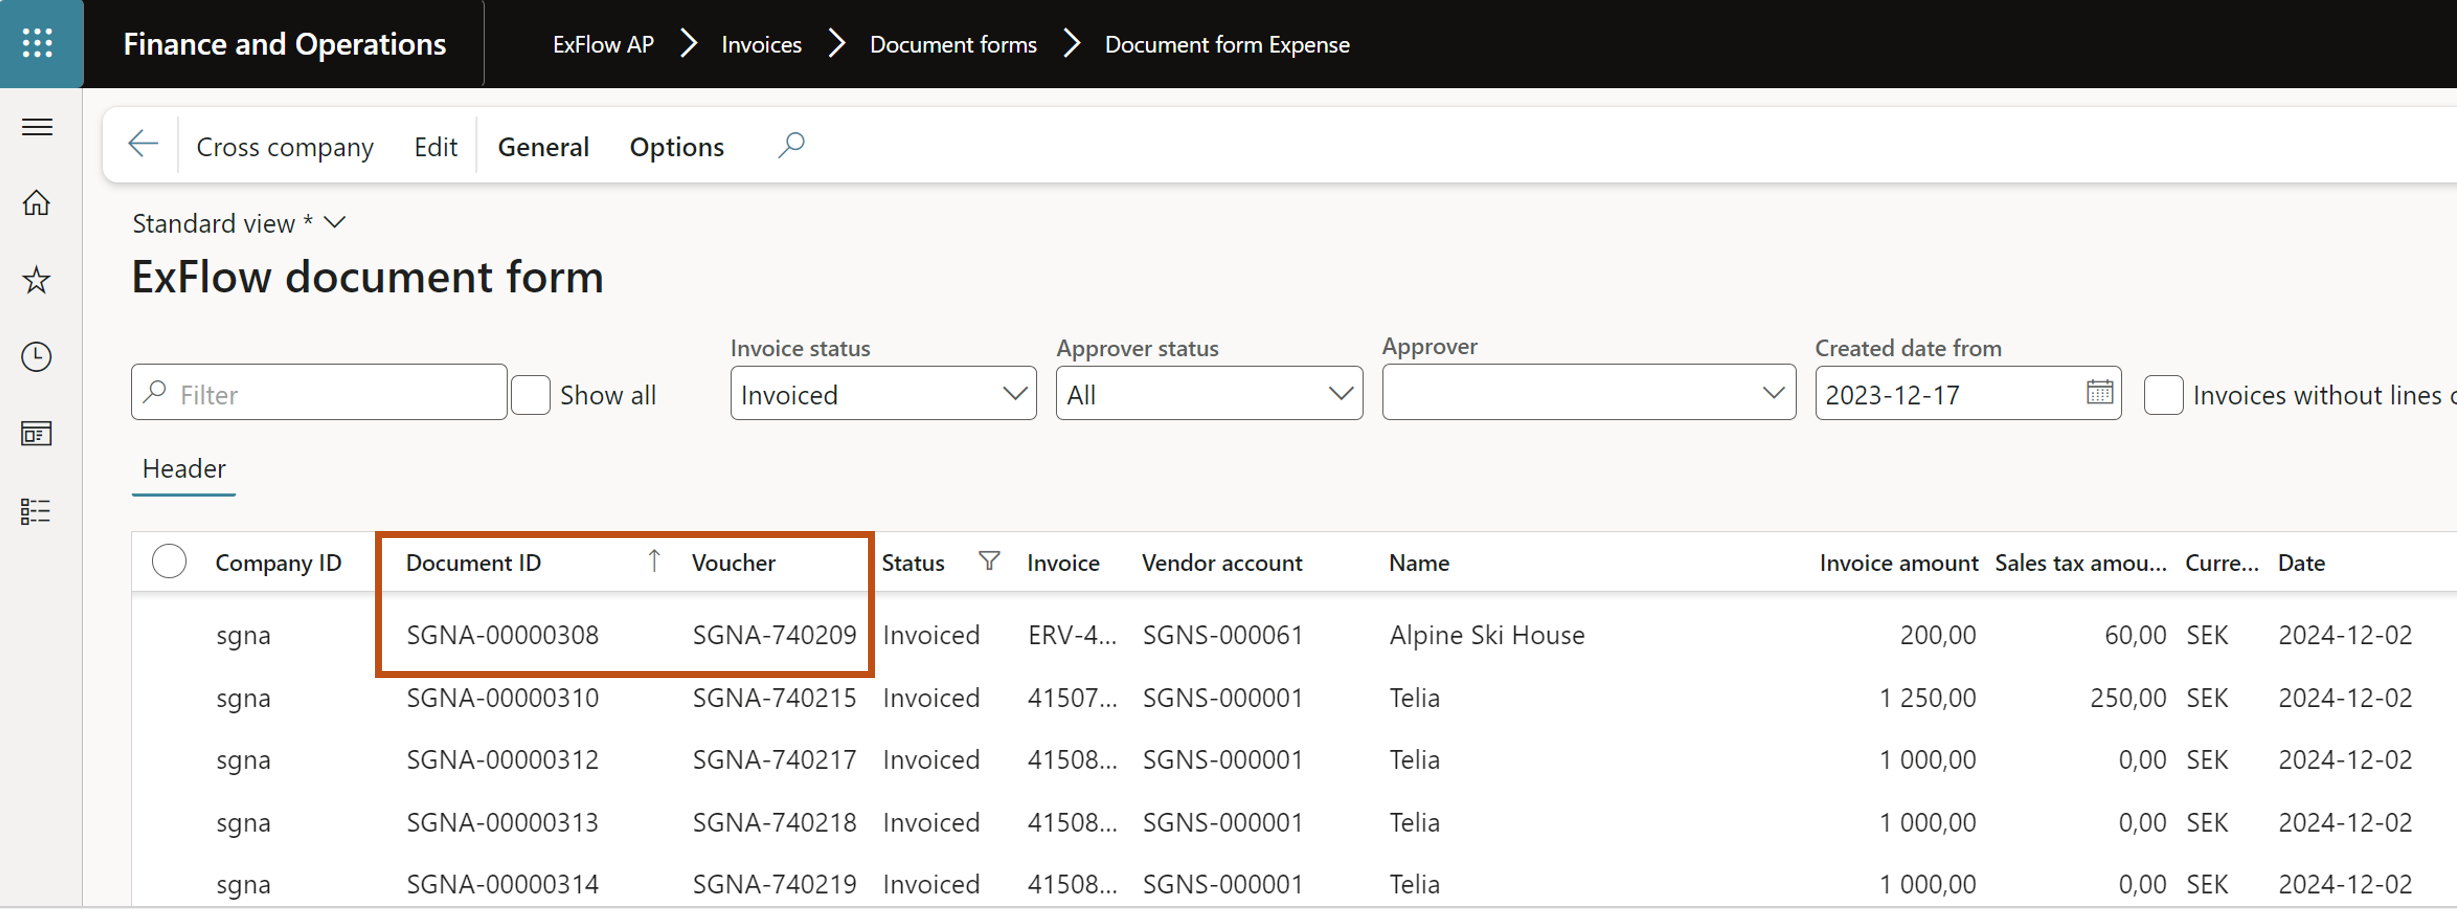 Finance and Operations
ExFlow AP > Invoices > Document forms > Document form Expense
Cross company Edit General Options
Standard view *
ExFlow document form
Invoice status Approver status Approver Created date from
Filter Show all Invoiced All 2023-12-17 Invoices without lines
Header
Company ID Document ID ↑ Voucher Status Invoice Vendor account Name Invoice amount Sales tax amou... Curre... Date
sgna SGNA-00000308 SGNA-740209 Invoiced ERV-4... SGNS-000061 Alpine Ski House 200,00 60,00 SEK 2024-12-02
sgna SGNA-00000310 SGNA-740215 Invoiced 41507... SGNS-000001 Telia 1 250,00 250,00 SEK 2024-12-02
sgna SGNA-00000312 SGNA-740217 Invoiced 41508... SGNS-000001 Telia 1 000,00 0,00 SEK 2024-12-02
sgna SGNA-00000313 SGNA-740218 Invoiced 41508... SGNS-000001 Telia 1 000,00 0,00 SEK 2024-12-02
sgna SGNA-00000314 SGNA-740219 Invoiced 41508... SGNS-000001 Telia 1 000,00 0,00 SEK 2024-12-02